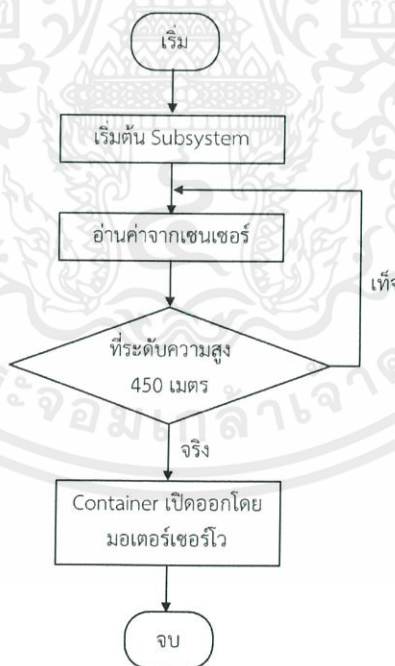 เริ่ม
เริ่มต้น Subsystem
อ่านค่าจากเซนเซอร์
ที่ระดับความสูง
450 เมตร
จริง
Container เปิดออกโดย
มอเตอร์เซอร์โว
จบ